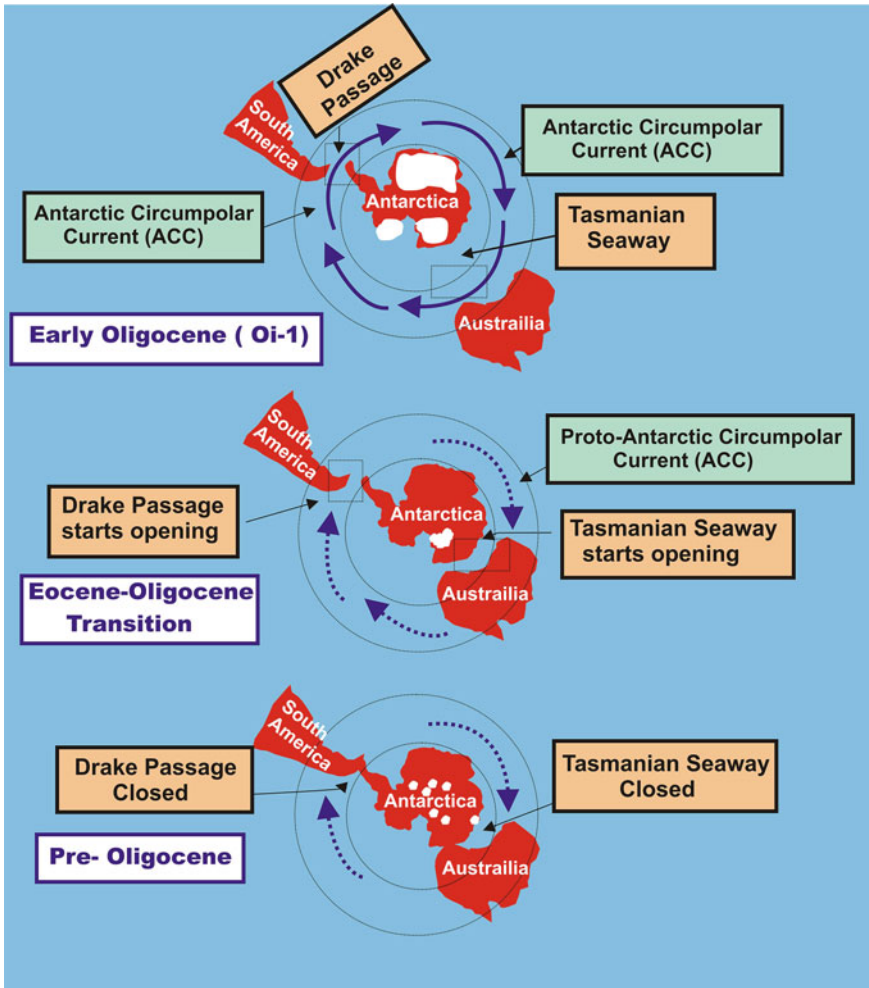 Drake
Passage
South
America
Antarctic Circumpolar
Current (ACC)
Antarctica
Antarctic Circumpolar
Current (ACC)
Tasmanian
Seaway
Austrailia
Early Oligocene ( Oi-1)
South
America
Proto-Antarctic Circumpolar
Current (ACC)
Drake Passage
starts opening
Antarctica
Tasmanian Seaway
starts opening
Austrailia
Eocene-Oligocene
Transition
South
America
Drake Passage
Closed
Antarctica
Tasmanian Seaway
Closed
Austrailia
Pre- Oligocene